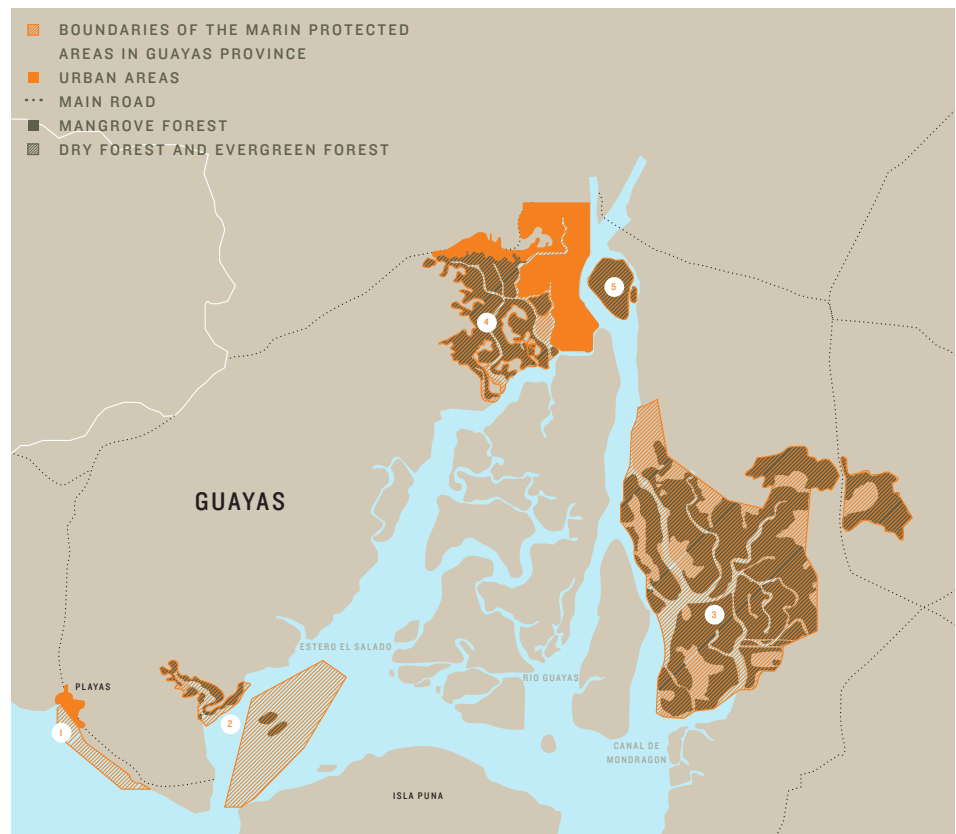 BOUNDARIES OF THE MARIN PROTECTED
AREAS IN GUAYAS PROVINCE
URBAN AREAS
MAIN ROAD
MANGROVE FOREST
DRY FOREST AND EVERGREEN FOREST
5
4
GUAYAS
3
ESTERO EL SALADO
RIO GUAYAS
PLAYAS
2
1
CANAL DE
MONDRAGON
ISLA PUNA